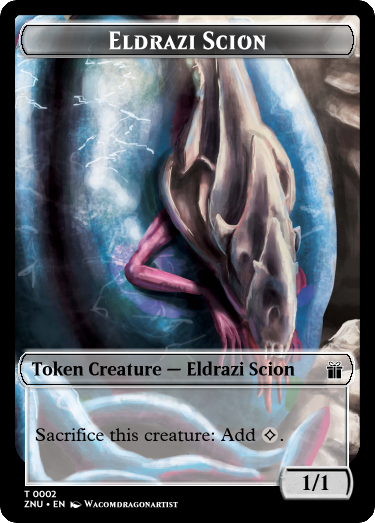 Eldrazi Scion
Token Creature — Eldrazi Scion
Sacrifice this creature: Add ◇.
1/1
T 0002
ZNU • EN Wacomdragonartist